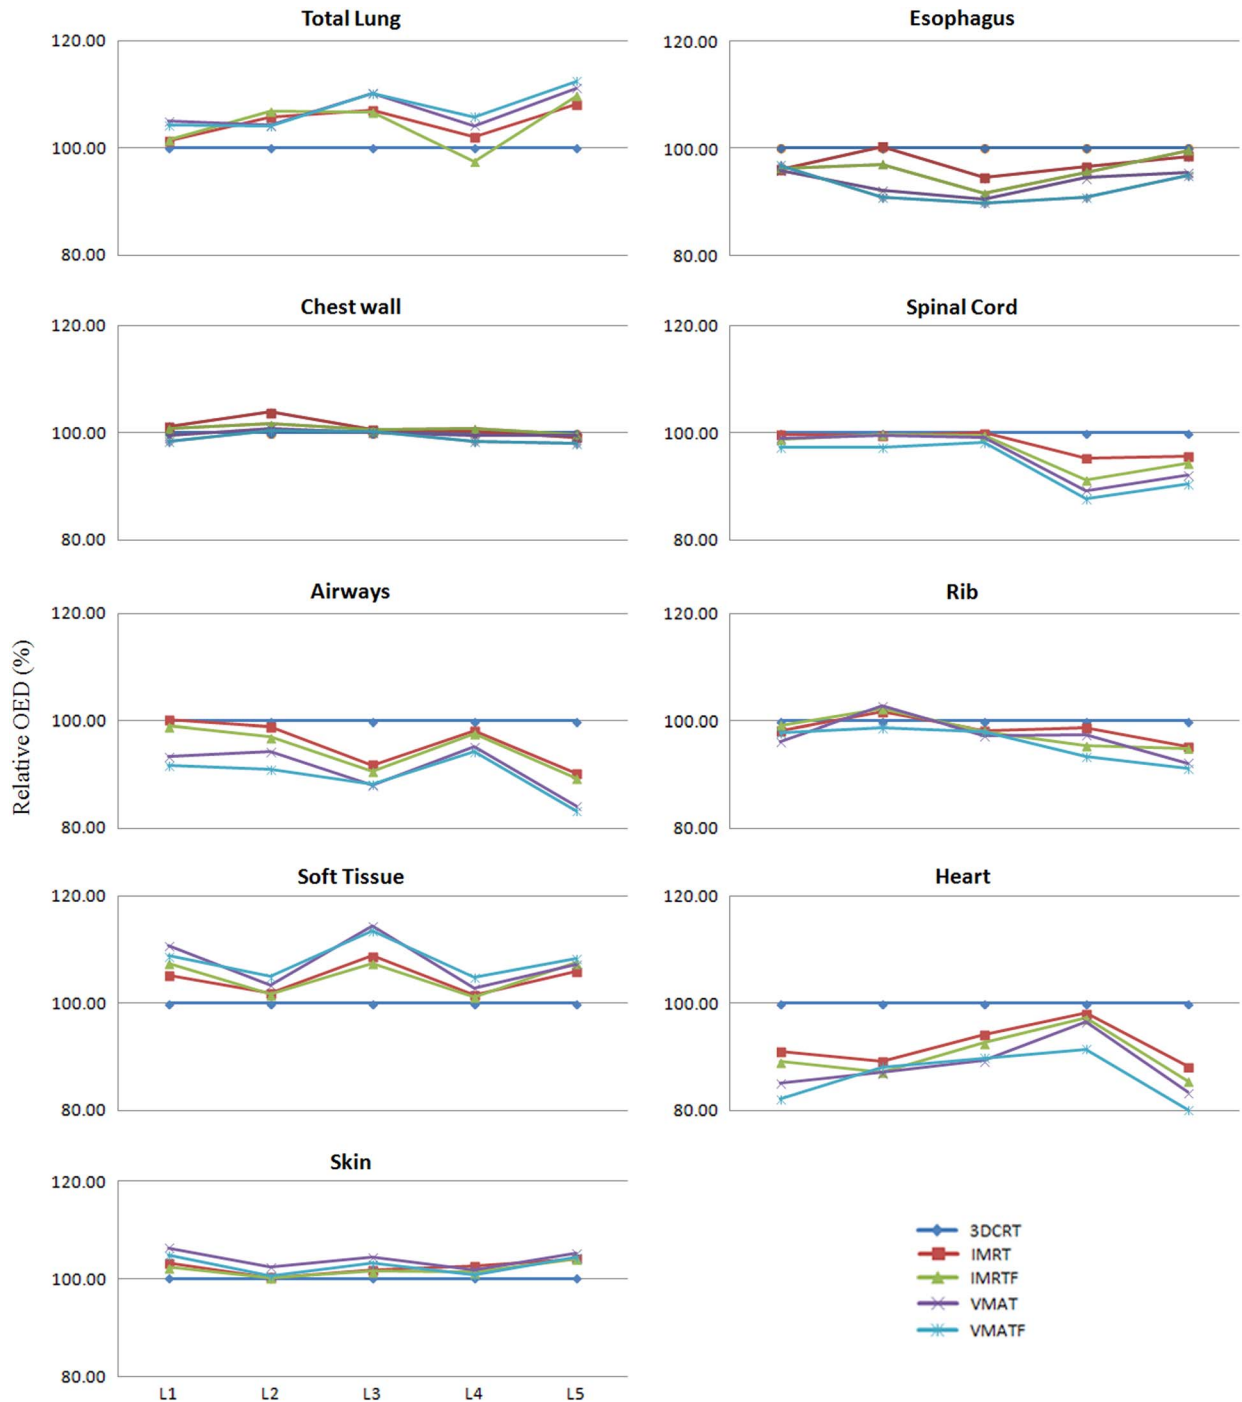 Total Lung
120.00
100.00
80.00
Esophagus
120.00
100.00
80.00
Chest wall
120.00
100.00
80.00
Spinal Cord
120.00
100.00
80.00
Relative OED (%)
Airways
120.00
100.00
80.00
Rib
120.00
100.00
80.00
Soft Tissue
120.00
100.00
80.00
Heart
120.00
100.00
80.00
Skin
120.00
100.00
80.00
L1 L2 L3 L4 L5
3DCRT
IMRT
IMRTF
VMAT
VMATF